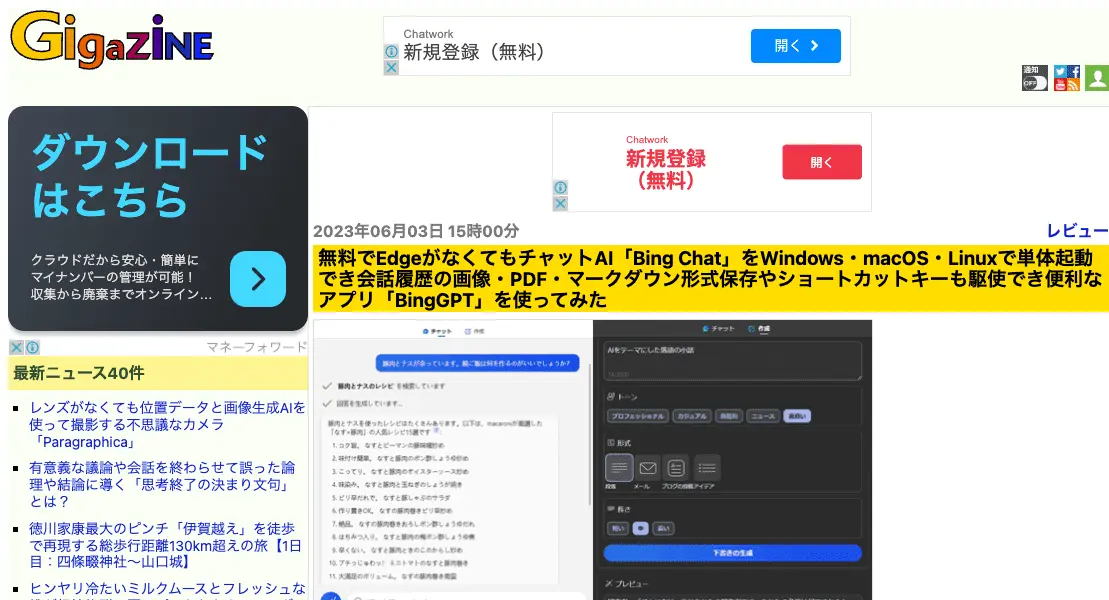 GIGAZINE
Chatwork
新規登録（無料）
開く
通知
OFF
ダウンロード
はこちら
クラウドだから安心・簡単に
マイナンバーの管理が可能！
収集から廃棄までオンライン...
マネーフォワード
Chatwork
新規登録
（無料）
開く
2023年06月03日 15時00分
レビュー
無料でEdgeがなくてもチャットAI「Bing Chat」をWindows・macOS・Linuxで単体起動
でき会話履歴の画像・PDF・マークダウン形式保存やショートカットキーも駆使でき便利な
アプリ「BingGPT」を使ってみた
最新ニュース40件
レンズがなくても位置データと画像生成AIを
使って撮影する不思議なカメラ
「Paragraphica」
有意義な議論や会話を終わらせて誤った論
理や結論に導く「思考終了の決まり文句」
とは？
徳川家康最大のピンチ「伊賀越え」を徒歩
で再現する総歩行距離130km超えの旅【1日
目：四條畷神社～山口城】
ヒンヤリ冷たいミルクムースとフレッシュな
チャット
作成
豚肉とナスが余っています。晩ご飯は何を作るのがいいでしょうか?
豚肉とナスのレシピ を検索しています
回答を生成しています...
豚肉とナスを使ったレシピはたくさんあります。以下は、macaroniが厳選した
「なす×豚肉」の人気レシピ15選です
1. コク旨。 なすとピーマンの豚味噌炒め
2. 味付け簡単。 なすと豚肉のポン酢しょうゆ炒め
3. こってり。 なすと豚肉のオイスターソース炒め
4. 味染み。 なすと豚肉と玉ねぎのしょうが焼き
5. ピリ辛だれで。 なすと豚しゃぶのサラダ
6. 作り置きOK。 なすの豚肉巻きピリ辛炒め
7. 絶品。 なすの豚肉巻きおろしポン酢しょうゆだれ
8. はちみつ入り。 なすと豚肉の梅ポン酢しょうゆ煮
9. 辛くない。 なすと豚肉ときのこのからし炒め
10. プチっじゅわッ! ミニトマトのなすと豚肉巻き
11. 大満足のボリューム。 なすの豚肉巻き南蛮
チャット
作成
AIをテーマにした落語の小話
トーン
プロフェッショナル
カジュアル
熱狂的
ニュース
面白い
形式
段落
メール
ブログの投稿
アイデア
長さ
短い
中
長い
下書きの生成
プレビュー